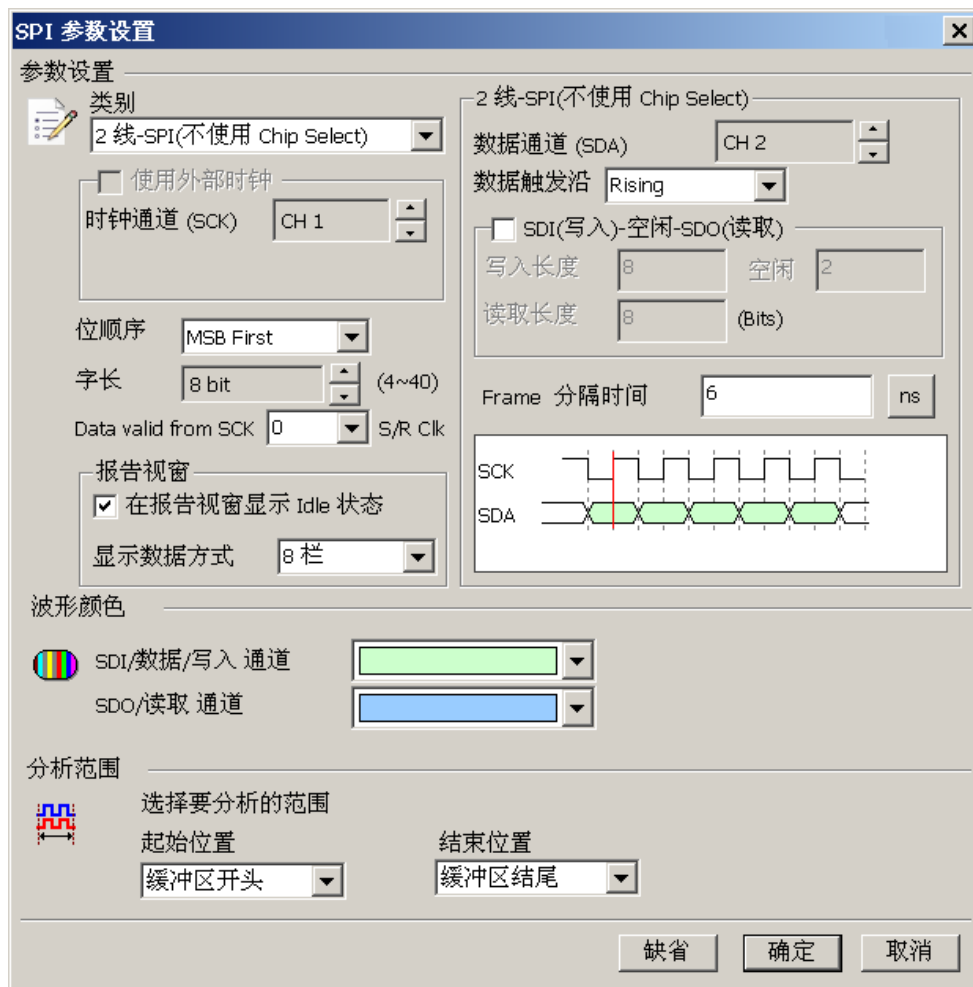 SPI 参数设置
参数设置
类别
2 线-SPI(不使用 Chip Select)
使用外部时钟
时钟通道 (SCK) CH 1
位顺序 MSB First
字长 8 bit (4~40)
Data valid from SCK 0 S/R Clk
报告视窗
在报告视窗显示 Idle 状态
显示数据方式 8 栏
2 线-SPI(不使用 Chip Select)
数据通道 (SDA) CH 2
数据触发沿 Rising
SDI(写入)-空闲-SDO(读取)
写入长度 8 空闲 2
读取长度 8 (Bits)
Frame 分隔时间 6 ns
SCK
SDA
波形颜色
SDI/数据/写入 通道
SDO/读取 通道
分析范围
选择要分析的范围
起始位置 结束位置
缓冲区开头 缓冲区结尾
缺省 确定 取消